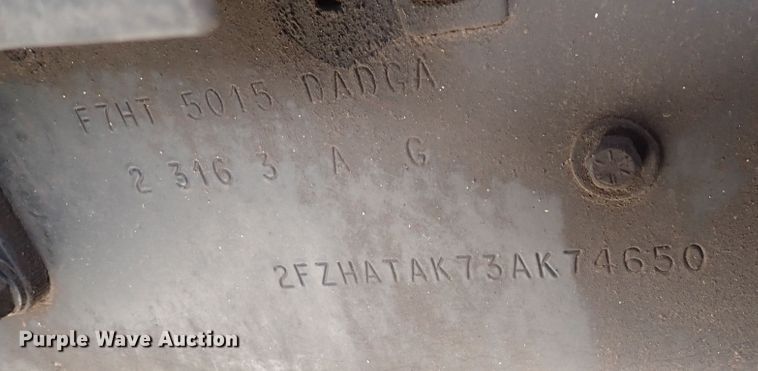 F7HT 5015 DADGA
2 316 3 A G
2FZHATAK73AK74650
Purple Wave Auction